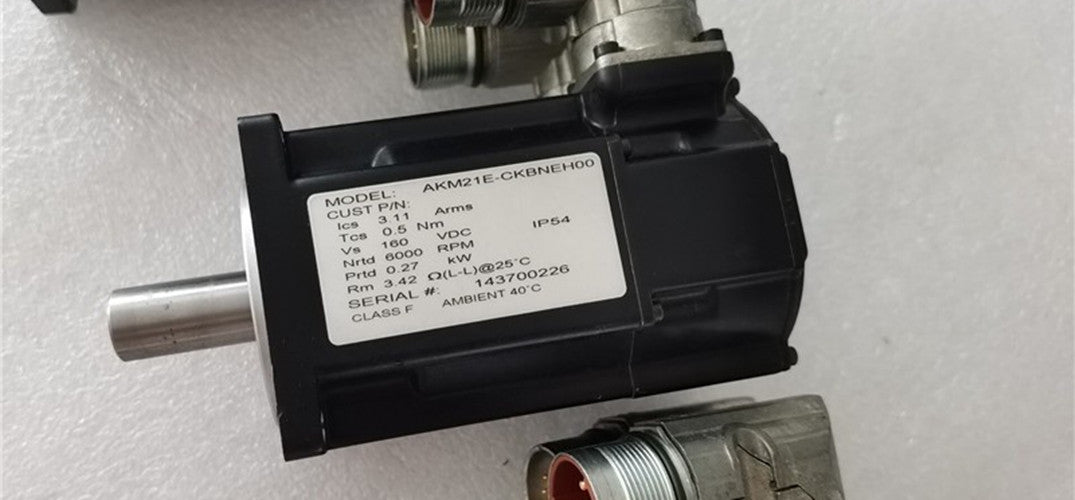 MODEL: AKM21E-CKBNEH00
CUST P/N:
Ics 3.11 Arms
Tcs 0.5 Nm IP54
Vs 160 VDC
Nrtd 6000 RPM
Prtd 0.27 kW
Rm 3.42 Ω(L-L)@25°C
SERIAL #: 143700226
CLASS F AMBIENT 40°C